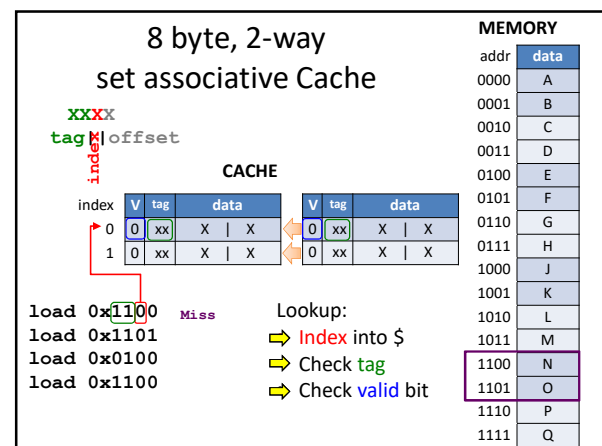 8 byte, 2-way
set associative Cache
xxxx
tag||offset
index
CACHE
index V tag data V tag data
0 0 xx X | X 0 xx X | X
1 0 xx X | X 0 xx X | X
load 0x1100 Miss
load 0x1101
load 0x0100
load 0x1100
Lookup:
Index into $
Check tag
Check valid bit
MEMORY
addr data
0000 A
0001 B
0010 C
0011 D
0100 E
0101 F
0110 G
0111 H
1000 J
1001 K
1010 L
1011 M
1100 N
1101 O
1110 P
1111 Q